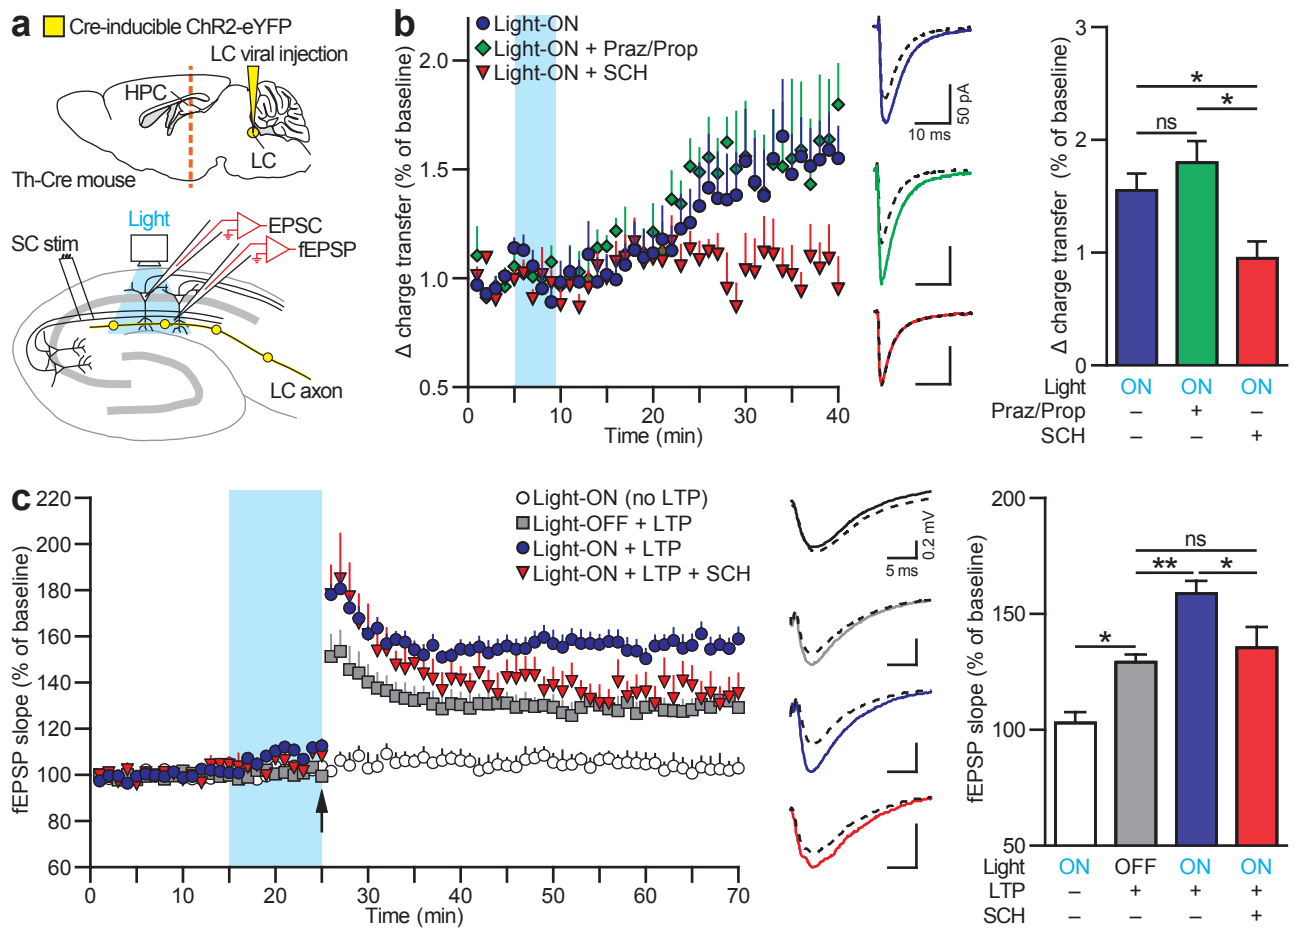 a
Cre-inducible ChR2-eYFP
LC viral injection
HPC
LC
Th-Cre mouse
Light
EPSC
SC stim
fEPSP
LC axon
b
Light-ON
Light-ON + Praz/Prop
Light-ON + SCH
Δ charge transfer (% of baseline)
2.0
1.5
1.0
0.5
0 10 20 30 40
Time (min)
50 pA
10 ms
Δ charge transfer (% of baseline)
3
2
1
0
* 
ns *
Light ON ON ON
Praz/Prop – + –
SCH – – +
c
Light-ON (no LTP)
Light-OFF + LTP
Light-ON + LTP
Light-ON + LTP + SCH
fEPSP slope (% of baseline)
220
200
180
160
140
120
100
80
60
0 10 20 30 40 50 60 70
Time (min)
0.2 mV
5 ms
fEPSP slope (% of baseline)
200
150
100
50
ns
** *
*
Light ON OFF ON ON
LTP – + + +
SCH – – – +